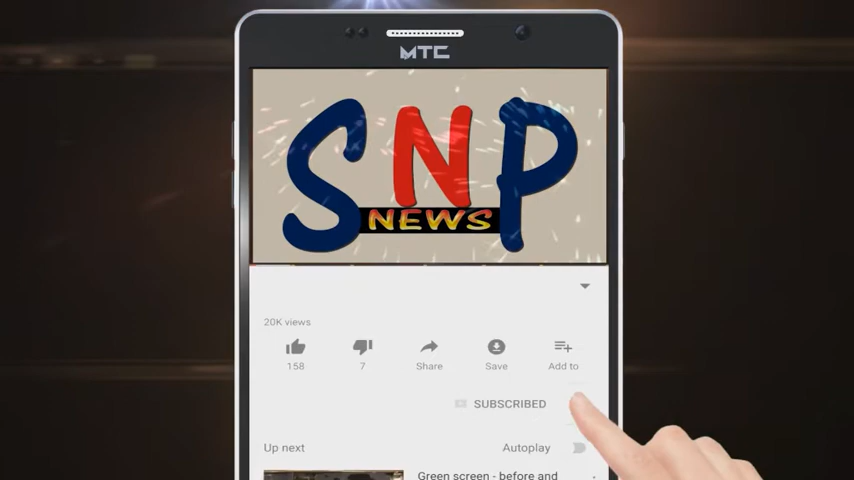 MTC
SNP
NEWS
20K views
158
7
Share
Save
Add to
SUBSCRIBED
Up next
Autoplay
Green screen - before and